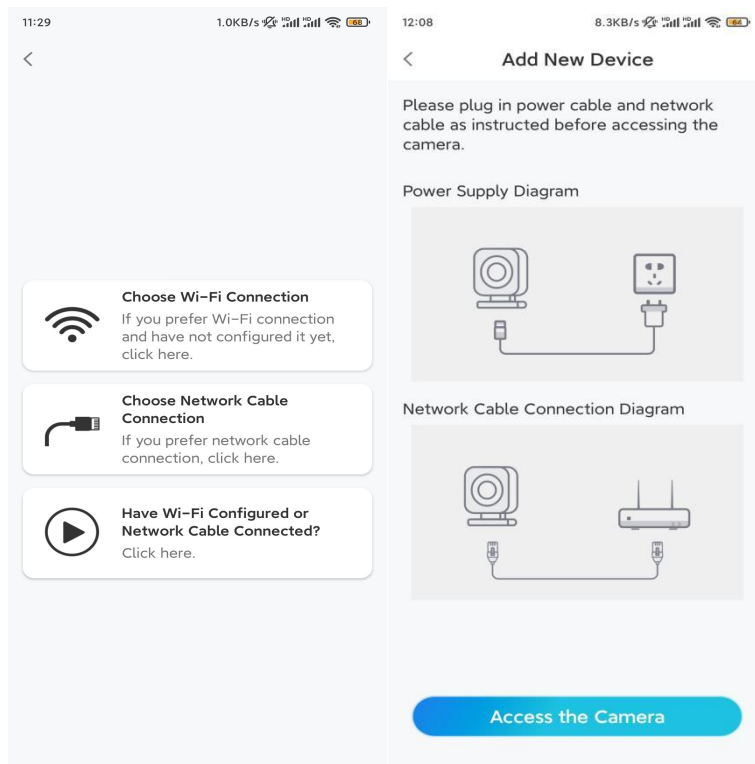 11:29
1.0KB/s HD HD 68
Choose Wi-Fi Connection
If you prefer Wi-Fi connection
and have not configured it yet,
click here.
Choose Network Cable
Connection
If you prefer network cable
connection, click here.
Have Wi-Fi Configured or
Network Cable Connected?
Click here.
12:08
8.3KB/s HD HD 64
Add New Device
Please plug in power cable and network
cable as instructed before accessing the
camera.
Power Supply Diagram
Network Cable Connection Diagram
Access the Camera